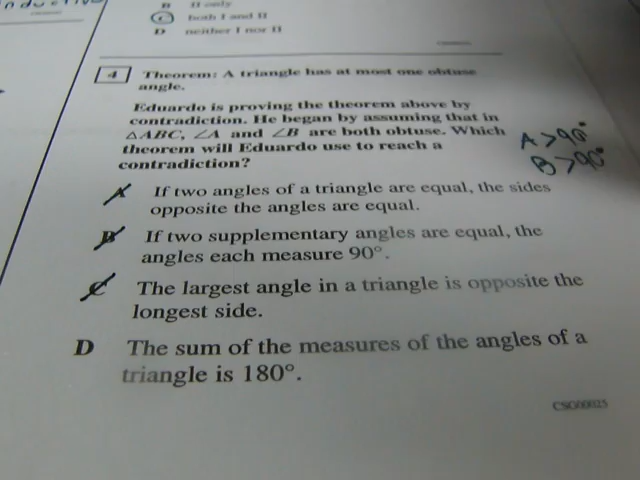 B II only
C both I and II
D neither I nor II
4 Theorem: A triangle has at most one obtuse
angle.
Eduardo is proving the theorem above by
contradiction. He began by assuming that in
△ABC, ∠A and ∠B are both obtuse. Which
theorem will Eduardo use to reach a
contradiction?
A > 90°
B > 90°
A If two angles of a triangle are equal, the sides
opposite the angles are equal.
B If two supplementary angles are equal, the
angles each measure 90°.
C The largest angle in a triangle is opposite the
longest side.
D The sum of the measures of the angles of a
triangle is 180°.
CSG00025